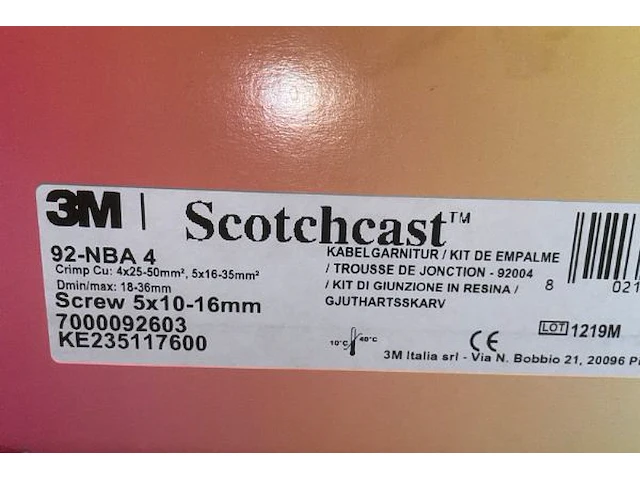 3M | Scotchcast™
92-NBA 4
Crimp Cu: 4x25-50mm², 5x16-35mm²
Dmin/max: 18-36mm
Screw 5x10-16mm
7000092603
KE235117600
KABELGARNITUR / KIT DE EMPALME
/ TROUSSE DE JONCTION - 92004
/ KIT DI GIUNZIONE IN RESINA /
GJUTHARTSSKARV
8 021
LOT 1219M
10°C 40°C
CE
3M Italia srl - Via N. Bobbio 21, 20096 P